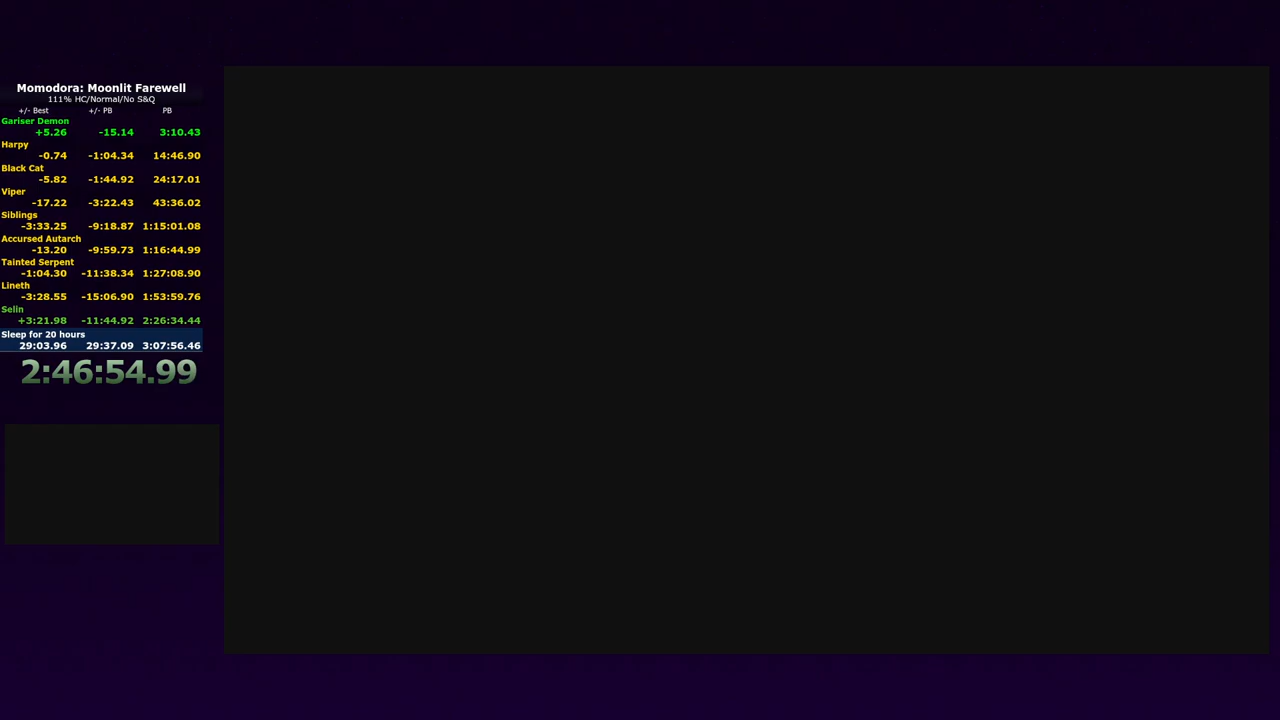 Momodora: Moonlit Farewell
111% HC/Normal/No S&Q
+/- Best +/- PB PB
Gariser Demon
+5.26 -15.14 3:10.43
Harpy
-0.74 -1:04.34 14:46.90
Black Cat
-5.82 -1:44.92 24:17.01
Viper
-17.22 -3:22.43 43:36.02
Siblings
-3:33.25 -9:18.87 1:15:01.08
Accursed Autarch
-13.20 -9:59.73 1:16:44.99
Tainted Serpent
-1:04.30 -11:38.34 1:27:08.90
Lineth
-3:28.55 -15:06.90 1:53:59.76
Selin
+3:21.98 -11:44.92 2:26:34.44
Sleep for 20 hours
29:03.96 29:37.09 3:07:56.46
2:46:54.99